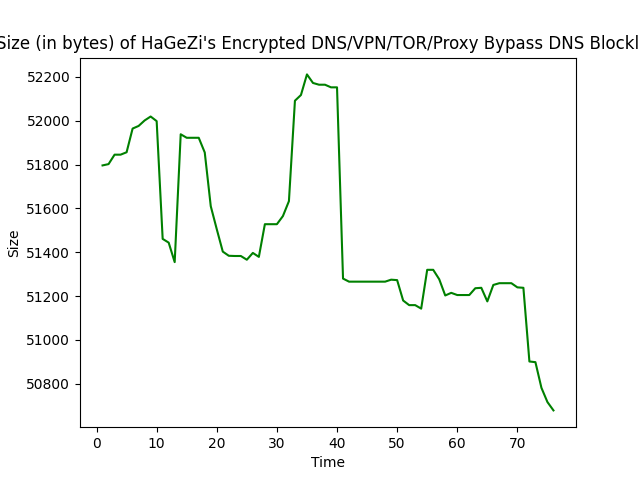 Size (in bytes) of HaGeZi's Encrypted DNS/VPN/TOR/Proxy Bypass DNS Blockl
52200
52000
51800
51600
51400
51200
51000
50800
Size
0 10 20 30 40 50 60 70
Time